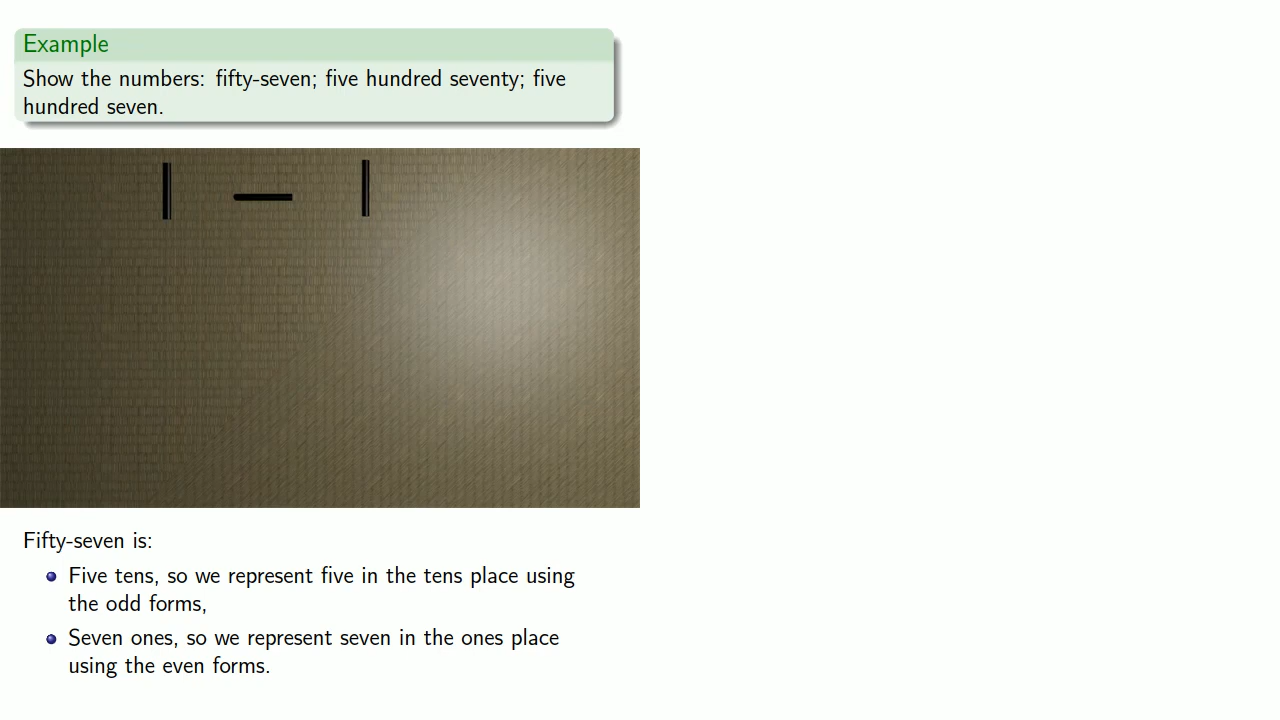 Example
Show the numbers: fifty-seven; five hundred seventy; five
hundred seven.
Fifty-seven is:
Five tens, so we represent five in the tens place using
the odd forms,
Seven ones, so we represent seven in the ones place
using the even forms.